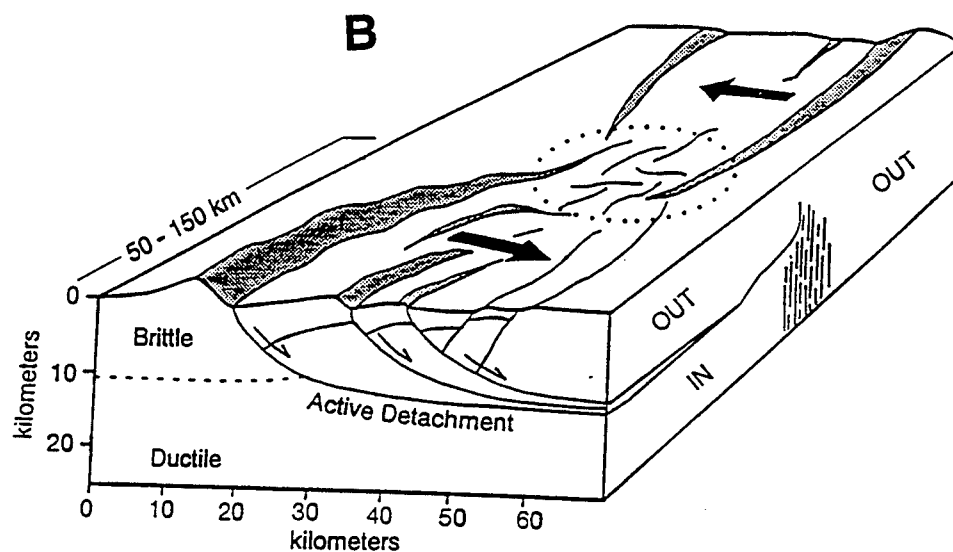 B
50 - 150 km
OUT
OUT
IN
0
10
20
kilometers
Brittle
Active Detachment
Ductile
0
10
20
30
40
50
60
kilometers